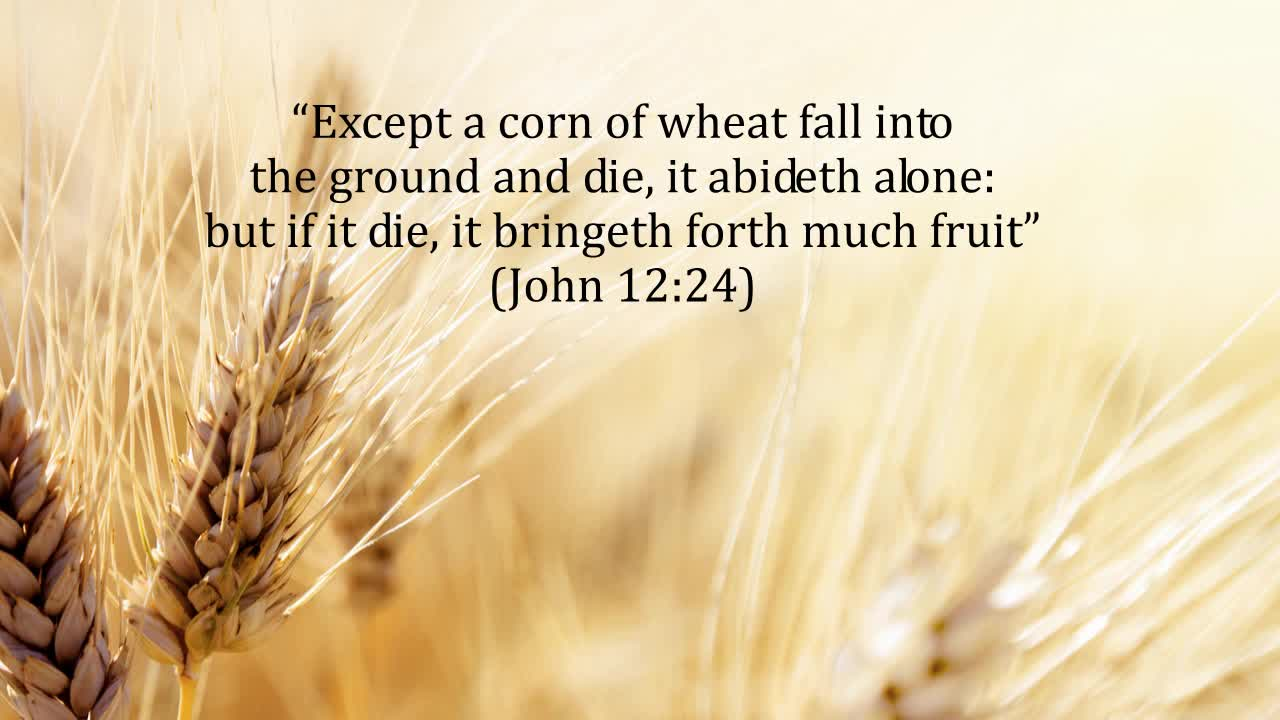 “Except a corn of wheat fall into
the ground and die, it abideth alone:
but if it die, it bringeth forth much fruit”
(John 12:24)